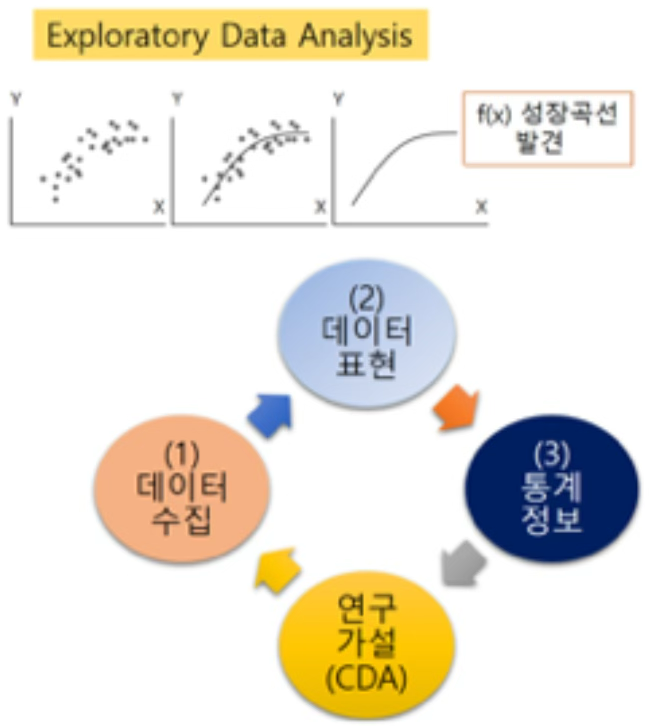 Exploratory Data Analysis
Y
X
Y
X
Y
X
f(x) 성장곡선
발견
(2)
데이터
표현
(1)
데이터
수집
(3)
통계
정보
연구
가설
(CDA)